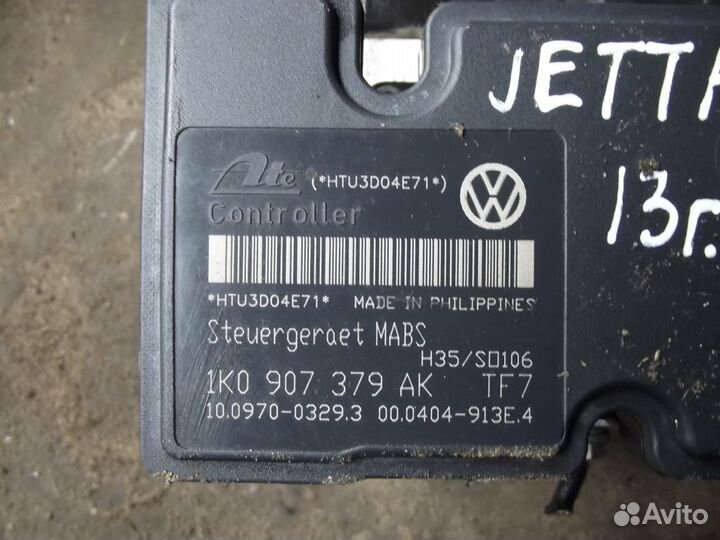 JETTA
13г.
Ate (*HTU3D04E71*)
Controller
*HTU3D04E71* MADE IN PHILIPPINES
Steuergeraet MABS
H35/S0106
1K0 907 379 AK TF7
10.0970-0329.3 00.0404-913E.4
Avito